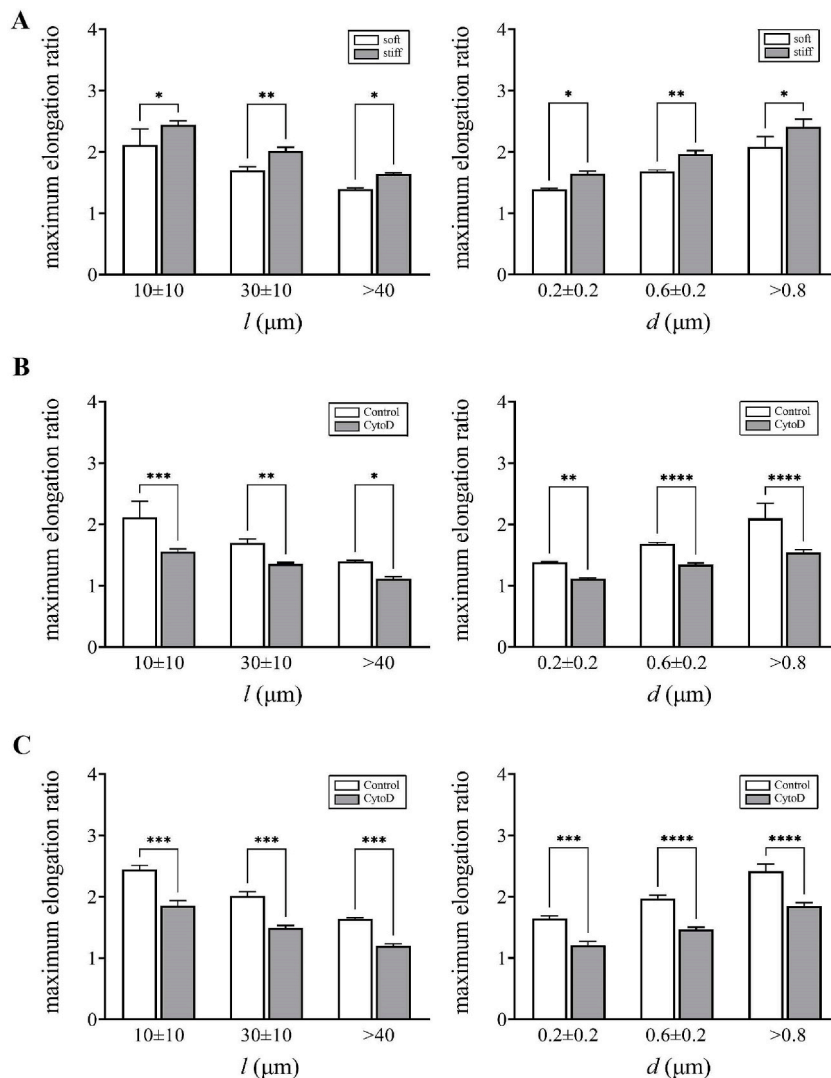 A
maximum elongation ratio
4
3
2
1
0
soft
stiff
*
**
*
10±10
30±10
>40
l (μm)
maximum elongation ratio
4
3
2
1
0
soft
stiff
*
**
*
0.2±0.2
0.6±0.2
>0.8
d (μm)
B
maximum elongation ratio
4
3
2
1
0
Control
CytoD
***
**
*
10±10
30±10
>40
l (μm)
maximum elongation ratio
4
3
2
1
0
Control
CytoD
**
****
****
0.2±0.2
0.6±0.2
>0.8
d (μm)
C
maximum elongation ratio
4
3
2
1
0
Control
CytoD
***
***
***
10±10
30±10
>40
l (μm)
maximum elongation ratio
4
3
2
1
0
Control
CytoD
***
****
****
0.2±0.2
0.6±0.2
>0.8
d (μm)